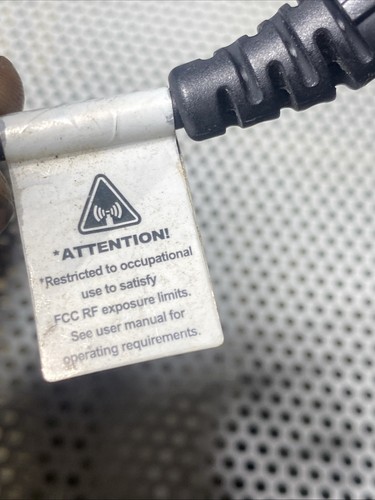 *ATTENTION!
*Restricted to occupational
use to satisfy
FCC RF exposure limits.
See user manual for
operating requirements.